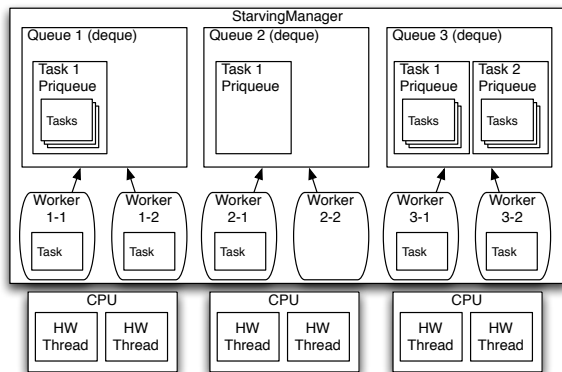 StarvingManager
Queue 1 (deque)
Task 1
Priqueue
Tasks
Queue 2 (deque)
Task 1
Priqueue
Queue 3 (deque)
Task 1
Priqueue
Tasks
Task 2
Priqueue
Tasks
Worker
1-1
Task
Worker
1-2
Task
Worker
2-1
Task
Worker
2-2
Worker
3-1
Task
Worker
3-2
Task
CPU
HW
Thread
HW
Thread
CPU
HW
Thread
HW
Thread
CPU
HW
Thread
HW
Thread